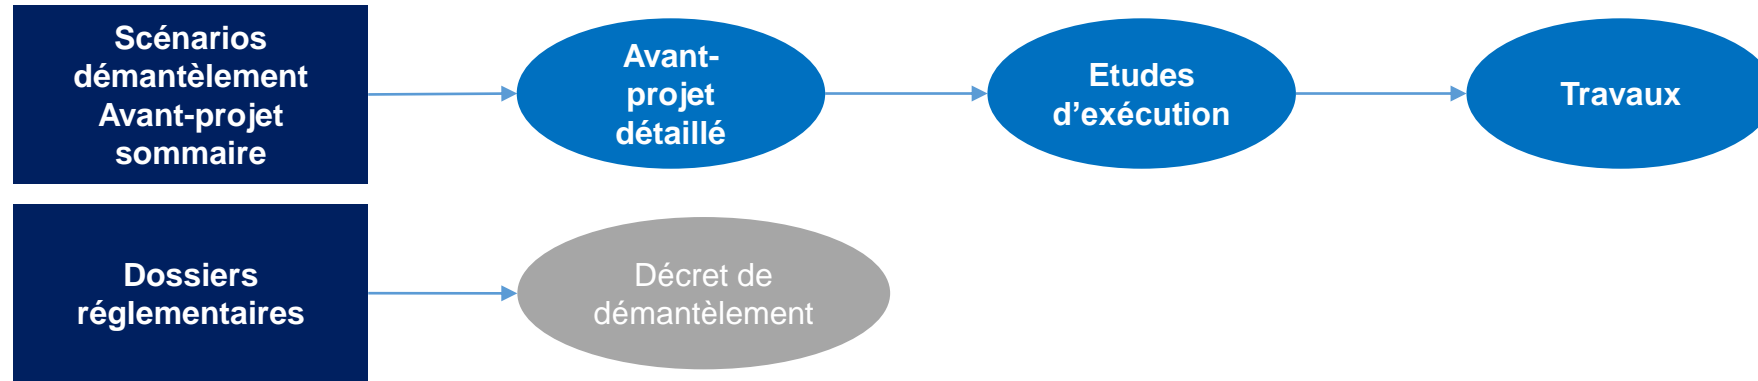 Scénarios
démantèlement
Avant-projet
sommaire
Avant-
projet
détaillé
Etudes
d'exécution
Travaux
Dossiers
réglementaires
Décret de
démantèlement